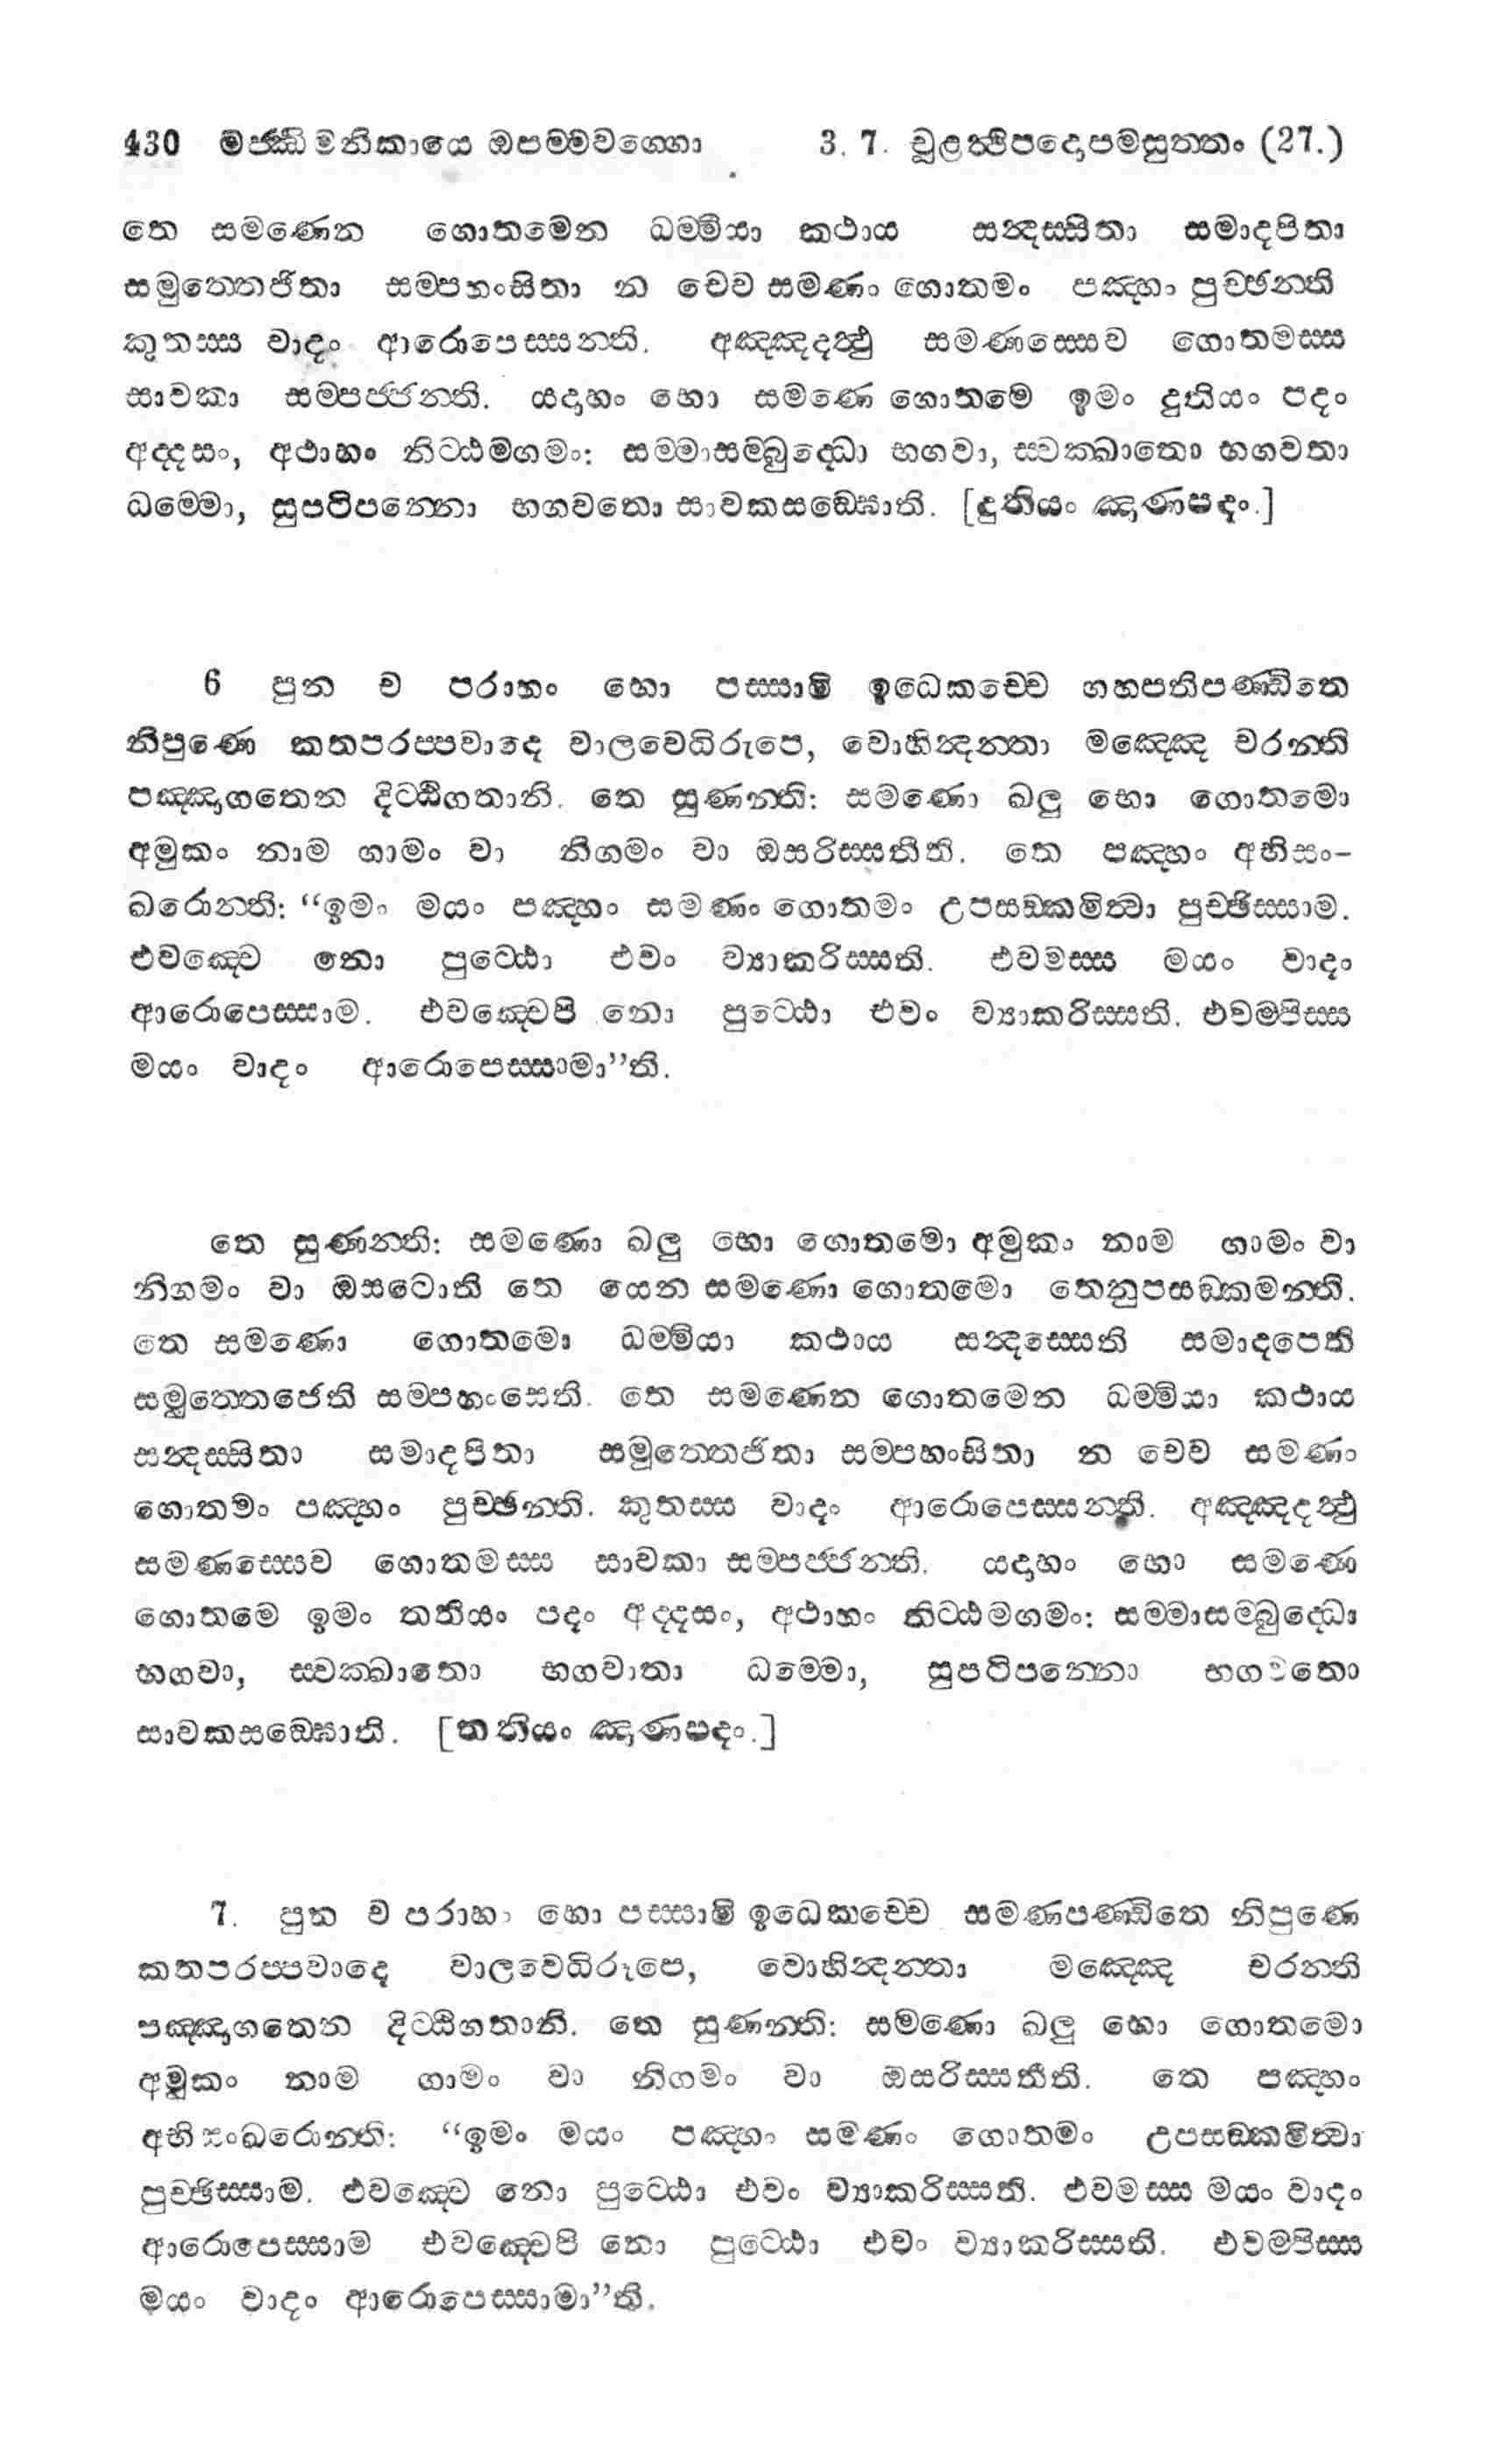 430 මජ්ඣිමනිකායෙ ඔපම්මවග්ගො 3. 7. චූළහත්ථිපදොපමසුත්තං (27.)
තෙ සමණෙන ගොතමෙන ධම්මියා කථාය සන්දස්සිතා සමාදපිතා
සමුත්තෙජිතා සම්පහංසිතා න චෙව සමණං ගොතමං පඤ්හං පුච්ඡන්ති
කුතස්ස වාදං ආරොපෙස්සන්ති. අඤ්ඤදත්ථු සමණස්සෙව ගොතමස්ස
සාවකා සම්පජ්ජන්ති. යදාහං භො සමණෙ ගොතමෙ ඉමං දුතියං පදං
අද්දසං, අථාහං නිට්ඨමගමං: සම්මාසම්බුද්ධො භගවා, ස්වාක්ඛාතො භගවතා
ධම්මො, සුපටිපන්නො භගවතො සාවකසඞ්ඝොති. [දුතියං ඤාණපදං.]
6 පුන ච පරාහං භො පස්සාමි ඉධෙකච්චෙ ගහපතිපණ්ඩිතෙ
නිපුණෙ කතපරප්පවාදෙ වාලවෙධිරූපෙ, වොභින්දන්තා මඤ්ඤෙ චරන්ති
පඤ්ඤාගතෙන දිට්ඨිගතානි. තෙ සුණන්ති: සමණො ඛලු භො ගොතමො
අමුකං නාම ගාමං වා නිගමං වා ඔසරිස්සතීති. තෙ පඤ්හං අභිසං-
ඛරොන්ති: “ඉමං මයං පඤ්හං සමණං ගොතමං උපසඞ්කමිත්වා පුච්ඡිස්සාම.
එවඤ්චෙ නො පුට්ඨො එවං ව්‍යාකරිස්සති. එවමස්ස මයං වාදං
ආරොපෙස්සාම. එවඤ්චෙපි නො පුට්ඨො එවං ව්‍යාකරිස්සති. එවම්පිස්ස
මයං වාදං ආරොපෙස්සාමා”ති.
තෙ සුණන්ති: සමණො ඛලු භො ගොතමො අමුකං නාම ගාමං වා
නිගමං වා ඔසටොති තෙ යෙන සමණො ගොතමො තෙනුපසඞ්කමන්ති.
තෙ සමණො ගොතමො ධම්මියා කථාය සන්දස්සෙති සමාදපෙති
සමුත්තෙජෙති සම්පහංසෙති. තෙ සමණෙන ගොතමෙන ධම්මියා කථාය
සන්දස්සිතා සමාදපිතා සමුත්තෙජිතා සම්පහංසිතා න චෙව සමණං
ගොතමං පඤ්හං පුච්ඡන්ති. කුතස්ස වාදං ආරොපෙස්සන්ති. අඤ්ඤදත්ථු
සමණස්සෙව ගොතමස්ස සාවකා සම්පජ්ජන්ති. යදාහං භො සමණෙ
ගොතමෙ ඉමං තතියං පදං අද්දසං, අථාහං නිට්ඨමගමං: සම්මාසම්බුද්ධො
භගවා, ස්වාක්ඛාතො භගවාතා ධම්මො, සුපටිපන්නො භගවතො
සාවකසඞ්ඝොති. [තතියං ඤාණපදං.]
7. පුන ච පරාහං භො පස්සාමි ඉධෙකච්චෙ සමණපණ්ඩිතෙ නිපුණෙ
කතපරප්පවාදෙ වාලවෙධිරූපෙ, වොභින්දන්තා මඤ්ඤෙ චරන්ති
පඤ්ඤාගතෙන දිට්ඨිගතානි. තෙ සුණන්ති: සමණො ඛලු භො ගොතමො
අමුකං නාම ගාමං වා නිගමං වා ඔසරිස්සතීති. තෙ පඤ්හං
අභිසංඛරොන්ති: “ඉමං මයං පඤ්හං සමණං ගොතමං උපසඞ්කමිත්වා
පුච්ඡිස්සාම. එවඤ්චෙ නො පුට්ඨො එවං ව්‍යාකරිස්සති. එවමස්ස මයං වාදං
ආරොපෙස්සාම එවඤ්චෙපි නො පුට්ඨො එවං ව්‍යාකරිස්සති. එවම්පිස්ස
මයං වාදං ආරොපෙස්සාමා”ති.